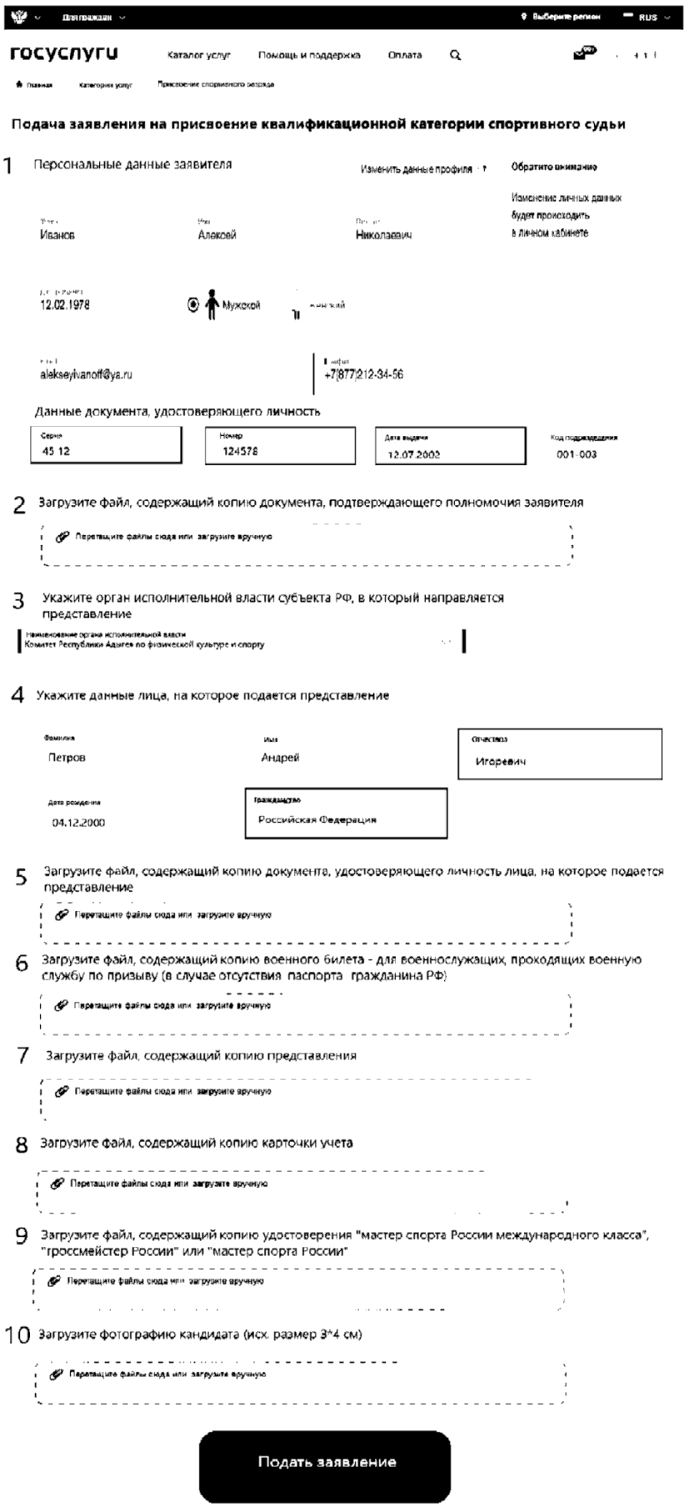 Для граждан
Выберите регион RUS
госуслуги Каталог услуг Помощь и поддержка Оплата
Главная Категории услуг Присвоение спортивного разряда
Подача заявления на присвоение квалификационной категории спортивного судьи
1 Персональные данные заявителя
Изменить данные профиля
Обратито внимание
Изменение личных данных
будет происходить
в личном кабинете
Иванов Алексей Николаевич
12.02.1978 Мужской
alekseyivanoff@ya.ru +7(877)212-34-56
Данные документа, удостоверяющего личность
Серия Номер Дата выдачи Код подразделения
45 12 124578 12.07.2002 001-003
2 Загрузите файл, содержащий копию документа, подтверждающего полномочия заявителя
Перетащите файлы сюда или загрузите вручную
3 Укажите орган исполнительной власти субъекта РФ, в который направляется
представление
Наименование органа исполнительной власти
Комитет Республики Адыгея по физической культуре и спорту
4 Укажите данные лица, на которое подается представление
Фамилия Имя Отчество
Петров Андрей Игоревич
Дата рождения Гражданство
04.12.2000 Российская Федерация
5 Загрузите файл, содержащий копию документа, удостоверяющего личность лица, на которое подается
представление
Перетащите файлы сюда или загрузите вручную
6 Загрузите файл, содержащий копию военного билета - для военнослужащих, проходящих военную
службу по призыву (в случае отсутствия паспорта гражданина РФ)
Перетащите файлы сюда или загрузите вручную
7 Загрузите файл, содержащий копию представления
Перетащите файлы сюда или загрузите вручную
8 Загрузите файл, содержащий копию карточки учета
Перетащите файлы сюда или загрузите вручную
9 Загрузите файл, содержащий копию удостоверения "мастер спорта России международного класса",
"гроссмейстер России" или "мастер спорта России"
Перетащите файлы сюда или загрузите вручную
10 Загрузите фотографию кандидата (исх. размер 3*4 см)
Перетащите файлы сюда или загрузите вручную
Подать заявление